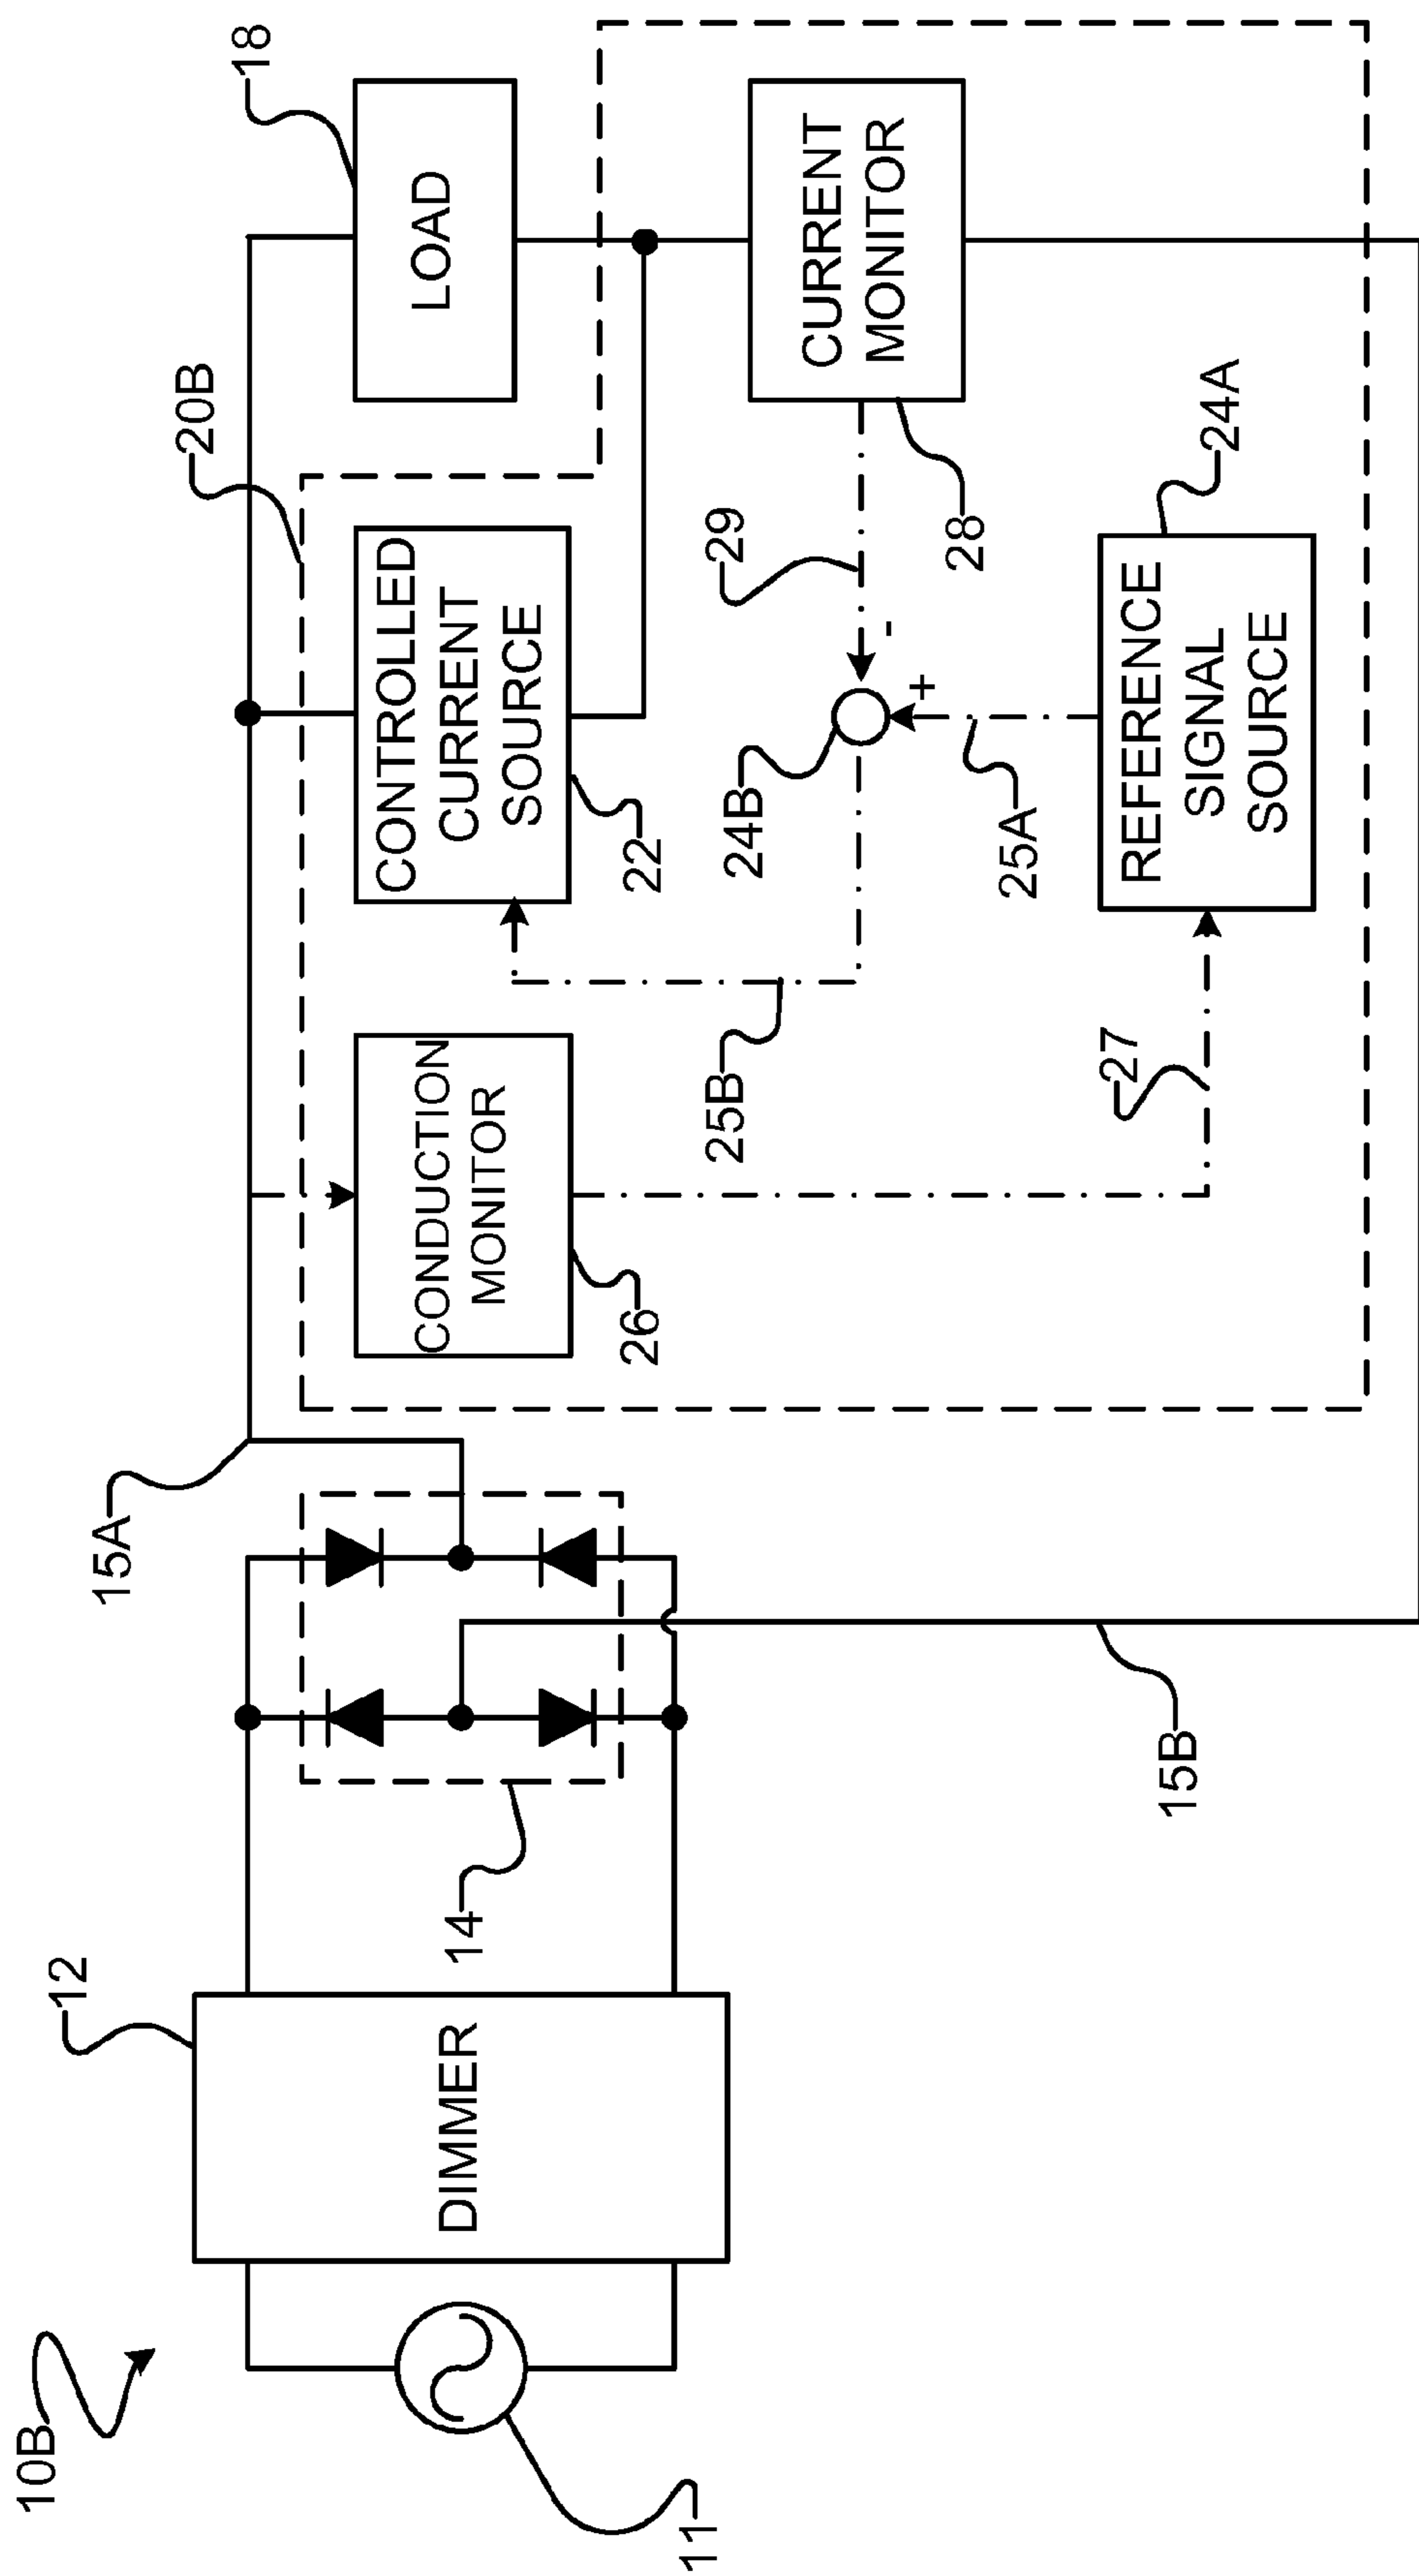 10B
11
12
DIMMER
14
15A
15B
20B
CONDUCTION
MONITOR
26
27
CONTROLLED
CURRENT
SOURCE
22
25B
24B
25A
+
-
29
REFERENCE
SIGNAL
SOURCE
24A
LOAD
18
CURRENT
MONITOR
28